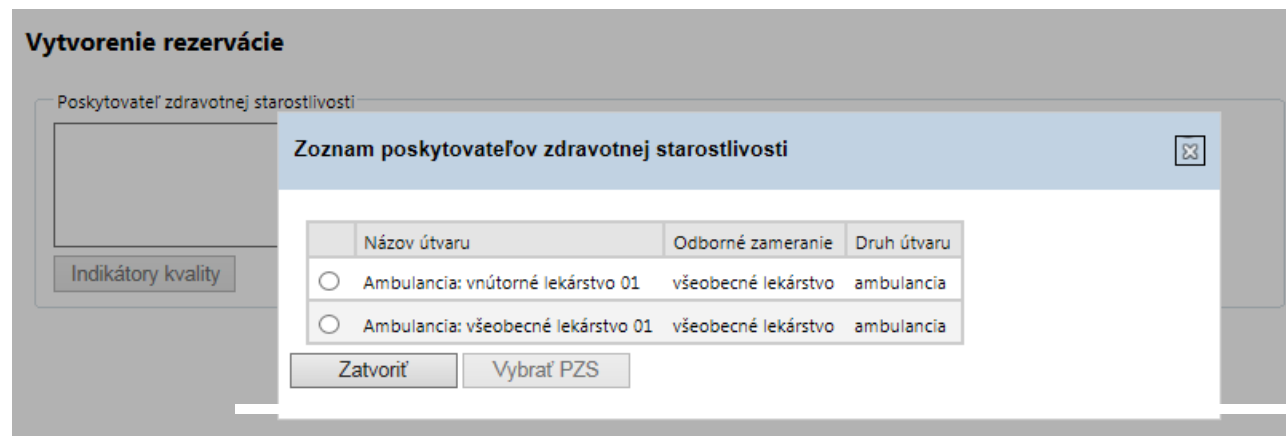 Vytvorenie rezervácie
Poskytovateľ zdravotnej starostlivosti
Zoznam poskytovateľov zdravotnej starostlivosti
Názov útvaru Odborné zameranie Druh útvaru
Ambulancia: vnútorné lekárstvo 01 všeobecné lekárstvo ambulancia
Ambulancia: všeobecné lekárstvo 01 všeobecné lekárstvo ambulancia
Indikátory kvality
Zatvoriť Vybrať PZS